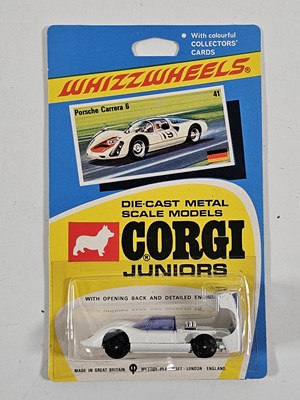 • With colourful
COLLECTORS'
CARDS
WHIZZWHEELS®
Porsche Carrera 6
41
19
DIE-CAST METAL
SCALE MODELS
CORGI®
JUNIORS
WITH OPENING BACK AND DETAILED ENGINE
MADE IN GREAT BRITAIN
LONDON · ENGLAND